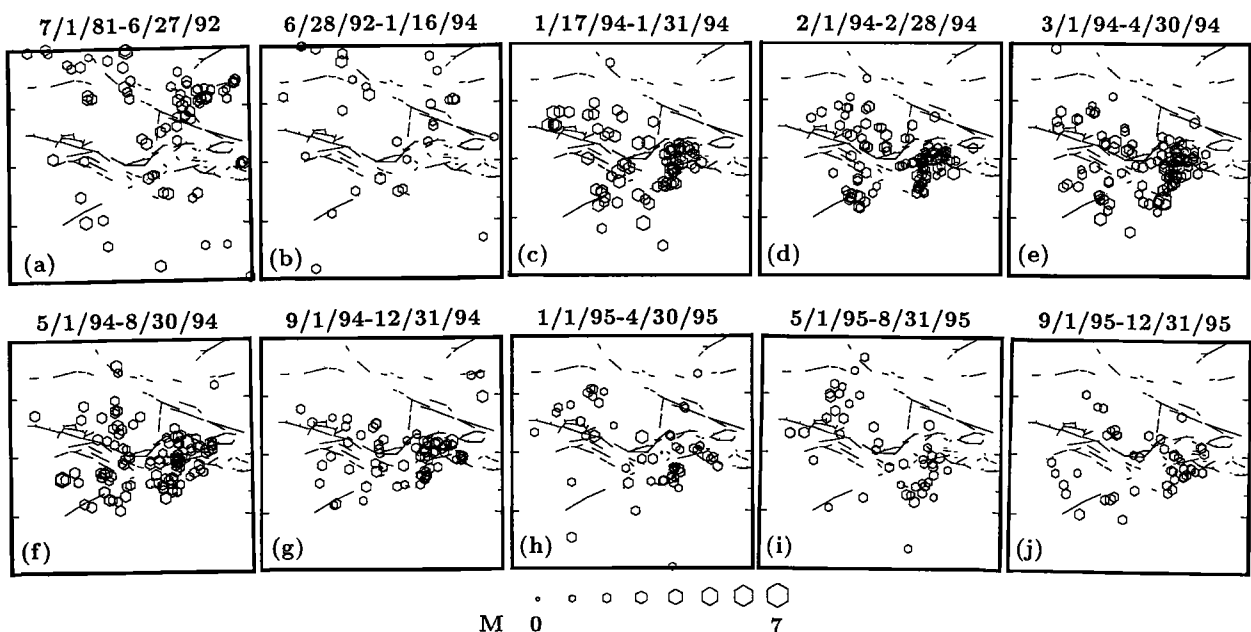 7/1/81-6/27/92 6/28/92-1/16/94 1/17/94-1/31/94 2/1/94-2/28/94 3/1/94-4/30/94
(a) (b) (c) (d) (e)
5/1/94-8/30/94 9/1/94-12/31/94 1/1/95-4/30/95 5/1/95-8/31/95 9/1/95-12/31/95
(f) (g) (h) (i) (j)
M 0 7